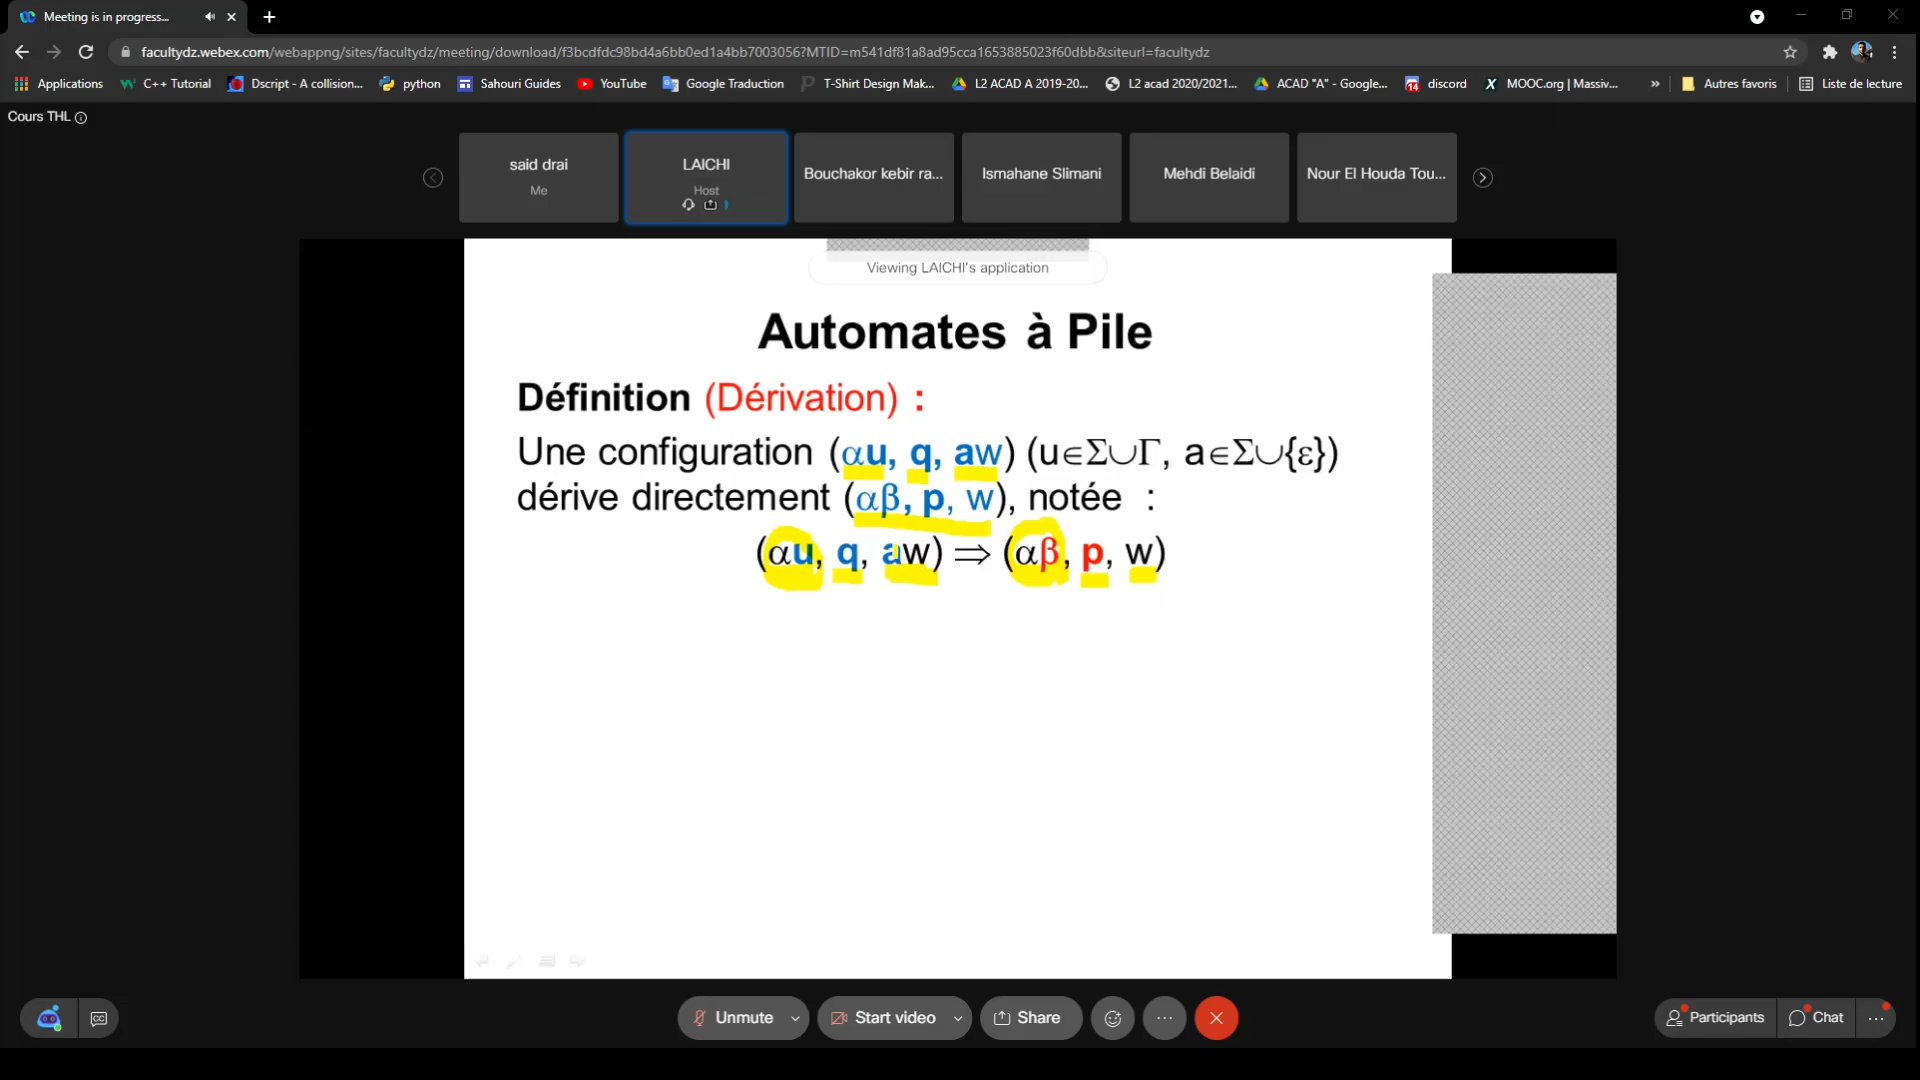 Meeting is in progress...
facultydz.webex.com/webappng/sites/facultydz/meeting/download/f3bcdfdc98bd4a6bb0ed1a4bb7003056?MTID=m541df81a8ad95cca1653885023f60dbb&siteurl=facultydz
Applications C++ Tutorial Dscript - A collision... python Sahouri Guides YouTube Google Traduction T-Shirt Design Mak... L2 ACAD A 2019-20... L2 acad 2020/2021... ACAD "A" - Google... 14 discord MOOC.org | Massiv... » Autres favoris Liste de lecture
Cours THL
said drai
Me
LAICHI
Host
Bouchakor kebir ra...
Ismahane Slimani
Mehdi Belaidi
Nour El Houda Tou...
Viewing LAICHI's application
Automates à Pile
Définition (Dérivation) :
Une configuration (αu, q, aw) (u∈Σ∪Γ, a∈Σ∪{ε})
dérive directement (αβ, p, w), notée :
(αu, q, aw) ⇒ (αβ, p, w)
CC Unmute Start video Share ... Participants Chat ...